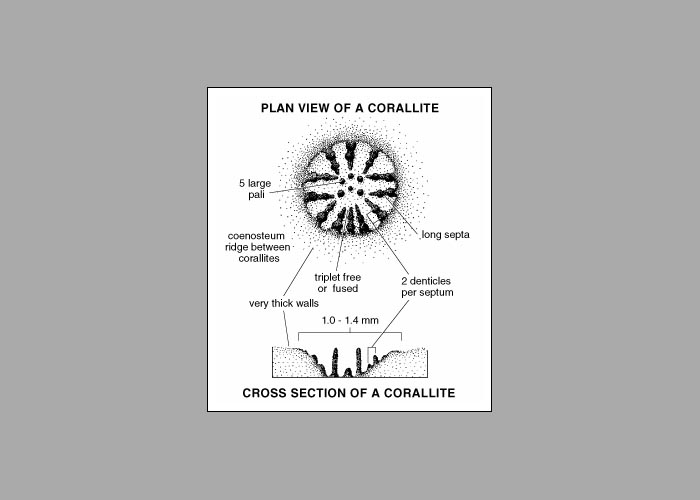 PLAN VIEW OF A CORALLITE
5 large
pali
long septa
coenosteum
ridge between
corallites
triplet free
or fused
2 denticles
per septum
very thick walls
1.0 - 1.4 mm
CROSS SECTION OF A CORALLITE